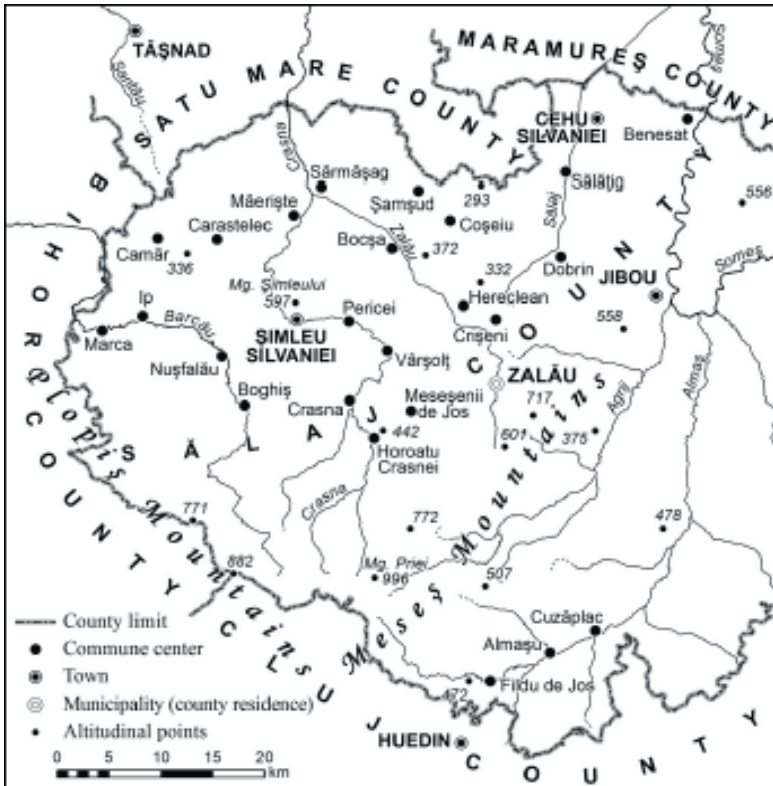 TĂŞNAD
MARAMUREŞ COUNTY
SATU MARE COUNTY
Santău
Someş
CEHU
SILVANIEI
Benesat
Crasna
Sărmăşag
Sălăţig
293
556
Măerişte
Şamşud
Coşeiu
Sălaj
BIHOR COUNTY
Camăr
Carastelec
336
Bocşa
Zalău
372
Dobrin
Someş
332
JIBOU
Mg. Şimleului
597
Ip
Barcău
Pericei
Hereclean
Marca
ŞIMLEU
SILVANIEI
Crişeni
558
Nuşfalău
Vârşolţ
ZALĂU
Agrij
Almaş
Boghiş
Crasna
Meseşenii
de Jos
717
SĂLAJ COUNTY
442
601
375
Horoatu
Crasnei
Plopiş Mountains
Crasna
771
772
478
882
Mg. Priei
996
507
Meseş Mountains
Cuzăplac
Almaşu
472
Fildu de Jos
HUEDIN
CLUJ COUNTY
County limit
Commune center
Town
Municipality (county residence)
Altitudinal points
0 5 10 15 20
km